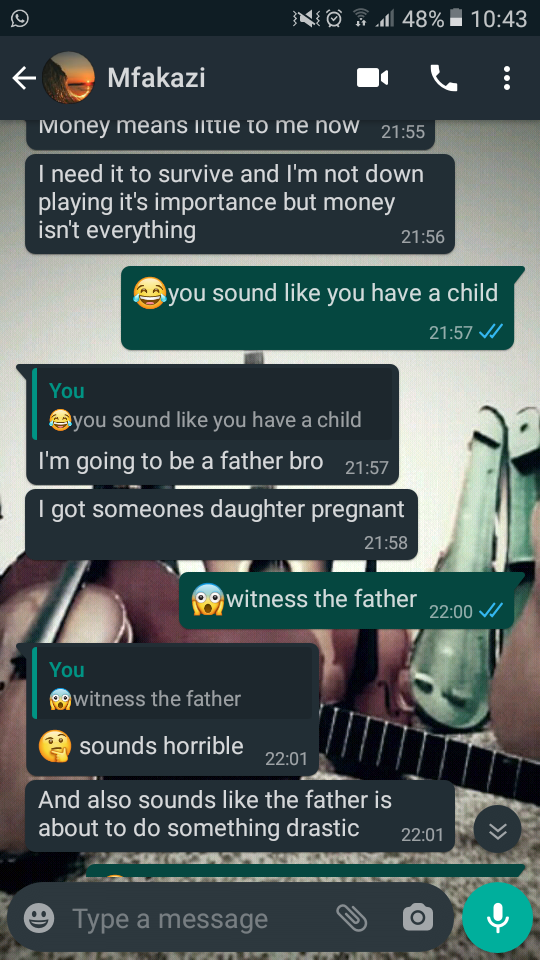 48% 10:43
Mfakazi
Money means little to me now 21:55
I need it to survive and I'm not down
playing it's importance but money
isn't everything 21:56
😂you sound like you have a child
21:57
You
😂you sound like you have a child
I'm going to be a father bro 21:57
I got someones daughter pregnant
21:58
😱witness the father 22:00
You
😱witness the father
🤔 sounds horrible 22:01
And also sounds like the father is
about to do something drastic 22:01
Type a message